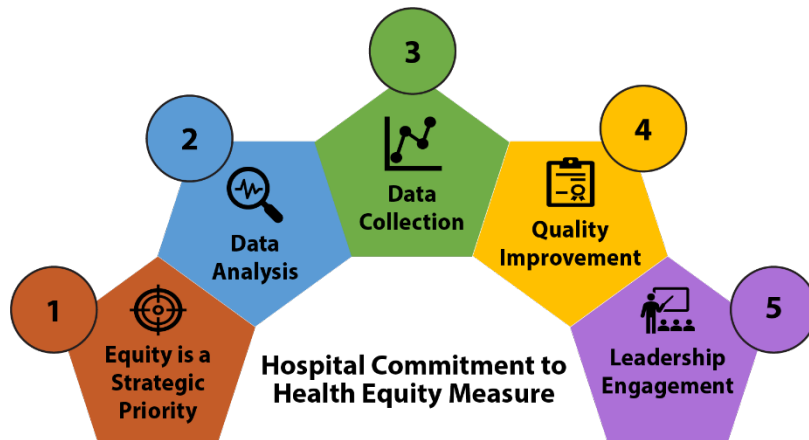 1
Equity is a
Strategic
Priority
2
Data
Analysis
3
Data
Collection
4
Quality
Improvement
5
Leadership
Engagement
Hospital Commitment to
Health Equity Measure